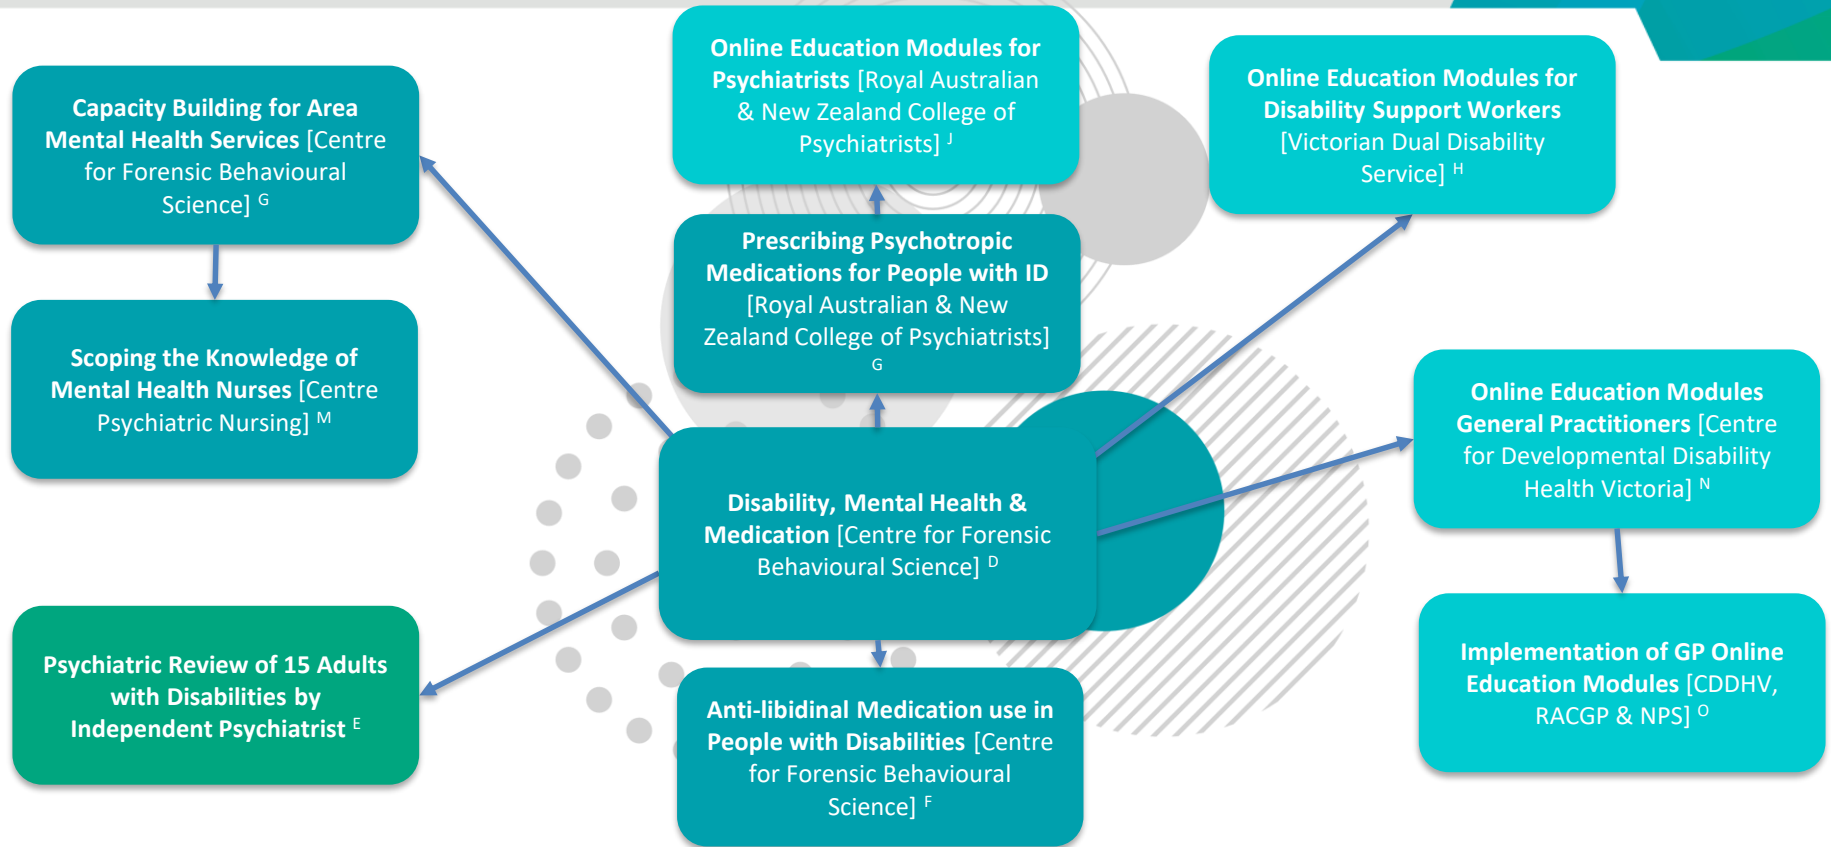 Online Education Modules for
Psychiatrists [Royal Australian
& New Zealand College of
Psychiatrists] J
Online Education Modules for
Disability Support Workers
[Victorian Dual Disability
Service] H
Capacity Building for Area
Mental Health Services [Centre
for Forensic Behavioural
Science] G
Prescribing Psychotropic
Medications for People with ID
[Royal Australian & New
Zealand College of Psychiatrists]
G
Scoping the Knowledge of
Mental Health Nurses [Centre
Psychiatric Nursing] M
Online Education Modules
General Practitioners [Centre
for Developmental Disability
Health Victoria] N
Disability, Mental Health &
Medication [Centre for Forensic
Behavioural Science] D
Psychiatric Review of 15 Adults
with Disabilities by
Independent Psychiatrist E
Anti-libidinal Medication use in
People with Disabilities [Centre
for Forensic Behavioural
Science] F
Implementation of GP Online
Education Modules [CDDHV,
RACGP & NPS] O